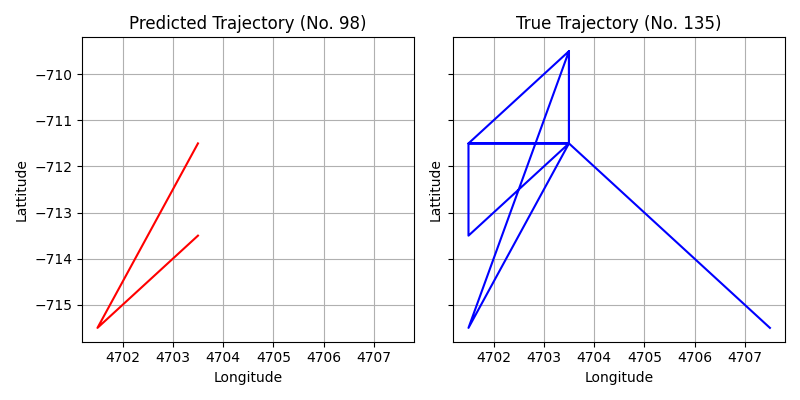 Predicted Trajectory (No. 98)
True Trajectory (No. 135)
−710
−711
−712
−713
−714
−715
Lattitude
Lattitude
4702 4703 4704 4705 4706 4707
4702 4703 4704 4705 4706 4707
Longitude
Longitude